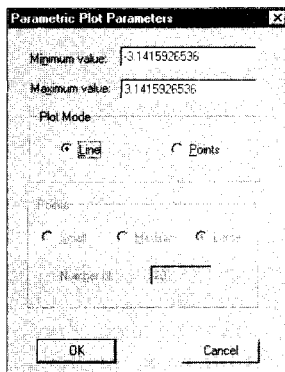 Parametric Plot Parameters
Minimum value: -3.1415926536
Maximum value: 3.1415926536
Plot Mode
Line Points
Points
Small Medium Large
Number of:
OK Cancel